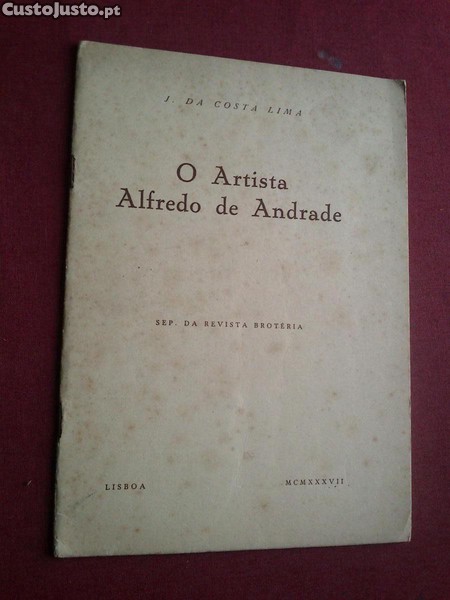 CustoJusto.pt
J. DA COSTA LIMA
O Artista
Alfredo de Andrade
SEP. DA REVISTA BROTÉRIA
LISBOA MCMXXXVII